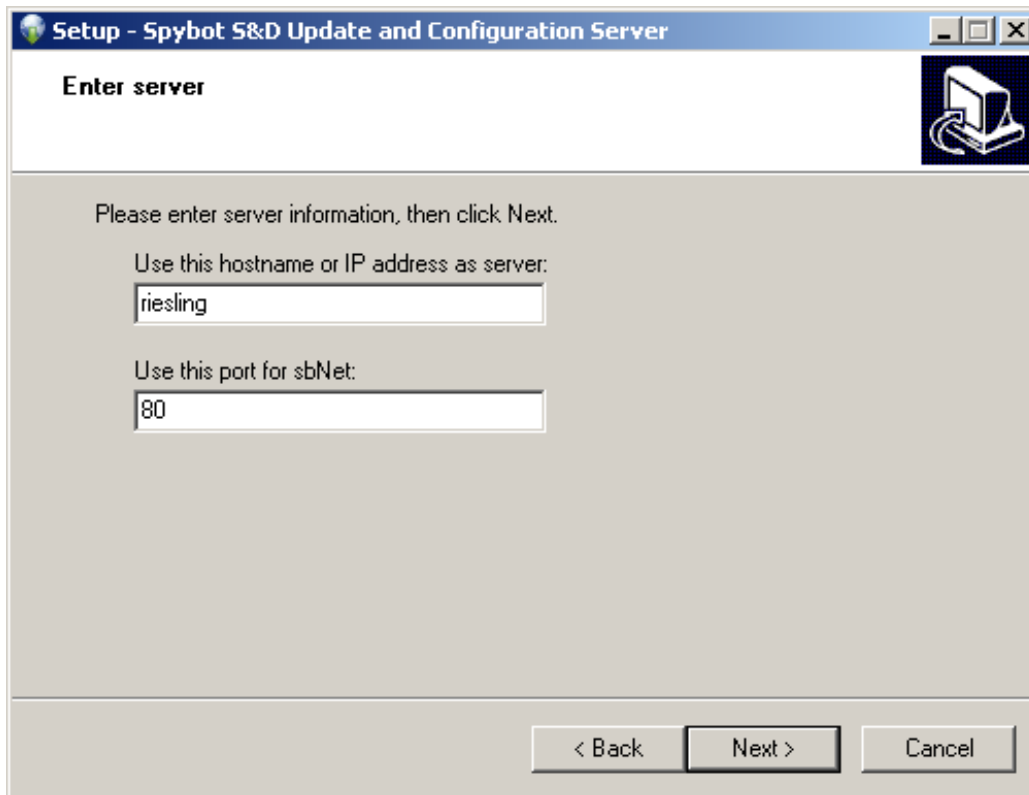 Setup - Spybot S&D Update and Configuration Server
Enter server
Please enter server information, then click Next.
Use this hostname or IP address as server:
riesling
Use this port for sbNet:
80
< Back
Next >
Cancel